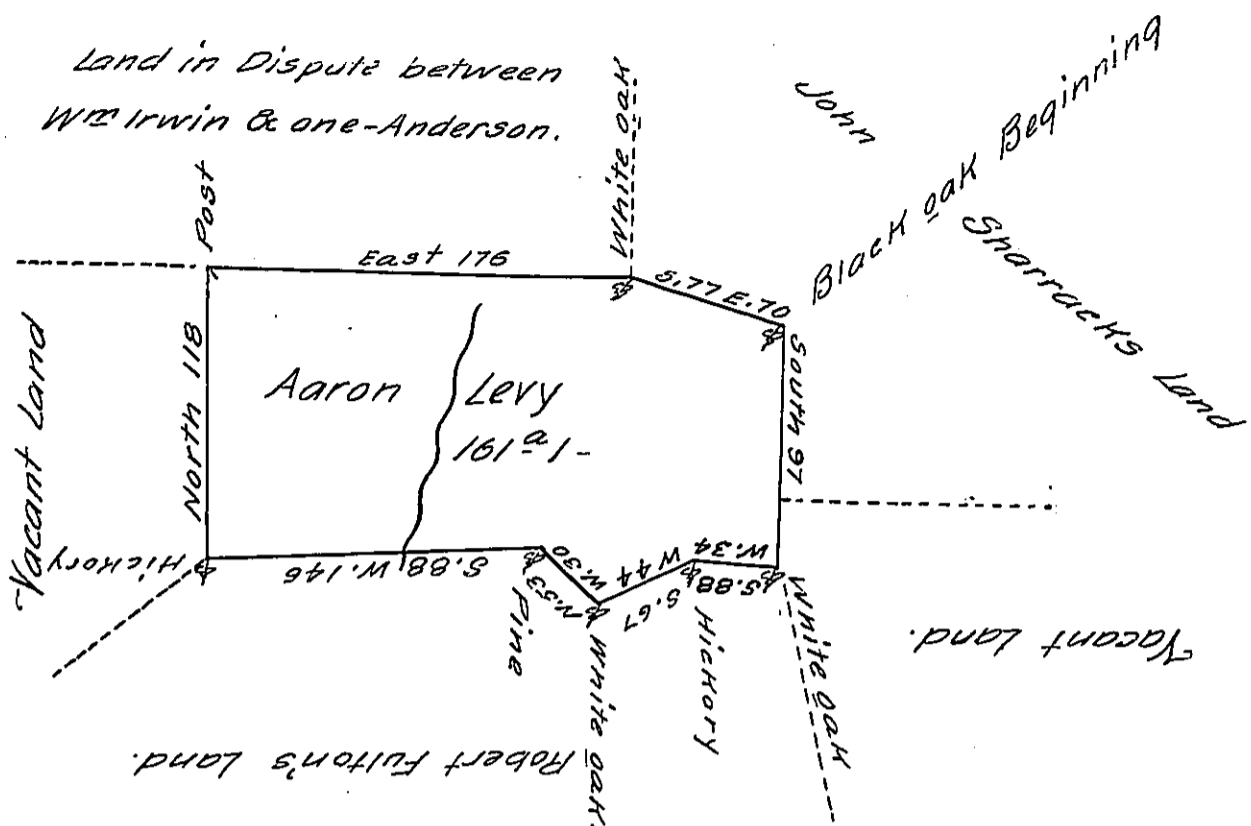 Land in Dispute between
Wm Irwin & one-Anderson.
White oak
John
Sharracks Land
Black oak Beginning
Post
East 176
S.77 E.70
South 97
North 118
Vacant Land
Aaron Levy
191 a 1-
Hickory
S.88 W.146
N.53 W.30
S.67 W 44
S.88 W.34
Pine
White oak
Hickory
White oak
Vacant Land.
Robert Fulton's Land.